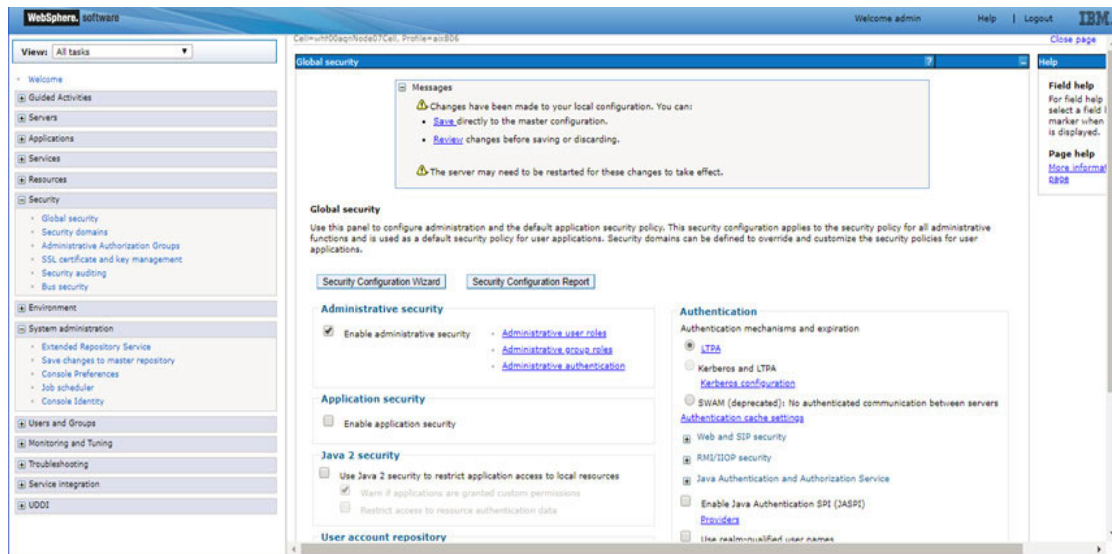 WebSphere. software
Welcome admin
Help | Logout
IBM.
View: All tasks
Welcome
Guided Activities
Servers
Applications
Services
Resources
Security
Global security
Security domains
Administrative Authorization Groups
SSL certificate and key management
Security auditing
Bus security
Environment
System administration
Extended Repository Service
Save changes to master repository
Console Preferences
Job scheduler
Console Identity
Users and Groups
Monitoring and Tuning
Troubleshooting
Service integration
UDDI
Close page
Global security
Messages
Changes have been made to your local configuration. You can:
Save directly to the master configuration.
Review changes before saving or discarding.
The server may need to be restarted for these changes to take effect.
Global security
Use this panel to configure administration and the default application security policy. This security configuration applies to the security policy for all administrative
functions and is used as a default security policy for user applications. Security domains can be defined to override and customize the security policies for user
applications.
Security Configuration Wizard
Security Configuration Report
Administrative security
Enable administrative security
Administrative user roles
Administrative group roles
Administrative authentication
Application security
Enable application security
Java 2 security
Use Java 2 security to restrict application access to local resources
Warn if applications are granted custom permissions
Restrict access to resource authentication data
User account repository
Authentication
Authentication mechanisms and expiration
LTPA
Kerberos and LTPA
Kerberos configuration
SWAM (deprecated): No authenticated communication between servers
Authentication cache settings
Web and SIP security
RMI/IIOP security
Java Authentication and Authorization Service
Enable Java Authentication SPI (JASPI)
Providers
Use realm-qualified user names
Help
Field help
For field help
select a field
marker when
is displayed.
Page help
More informat
page